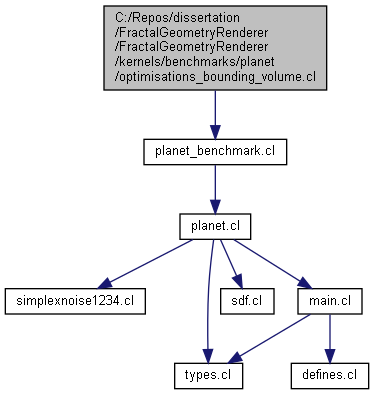 C:/Repos/dissertation
/FractalGeometryRenderer
/FractalGeometryRenderer
/kernels/benchmarks/planet
/optimisations_bounding_volume.cl
planet_benchmark.cl
planet.cl
simplexnoise1234.cl
sdf.cl
main.cl
types.cl
defines.cl